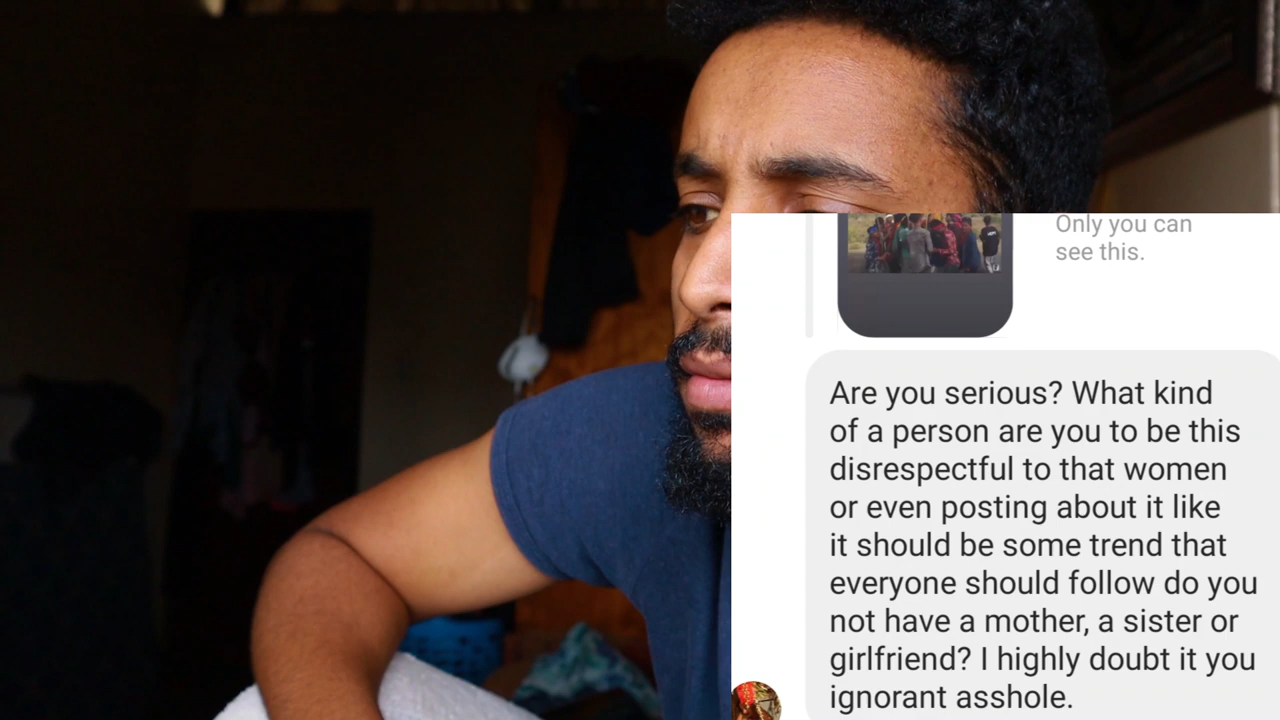 Only you can
see this.
Are you serious? What kind
of a person are you to be this
disrespectful to that women
or even posting about it like
it should be some trend that
everyone should follow do you
not have a mother, a sister or
girlfriend? I highly doubt it you
ignorant asshole.